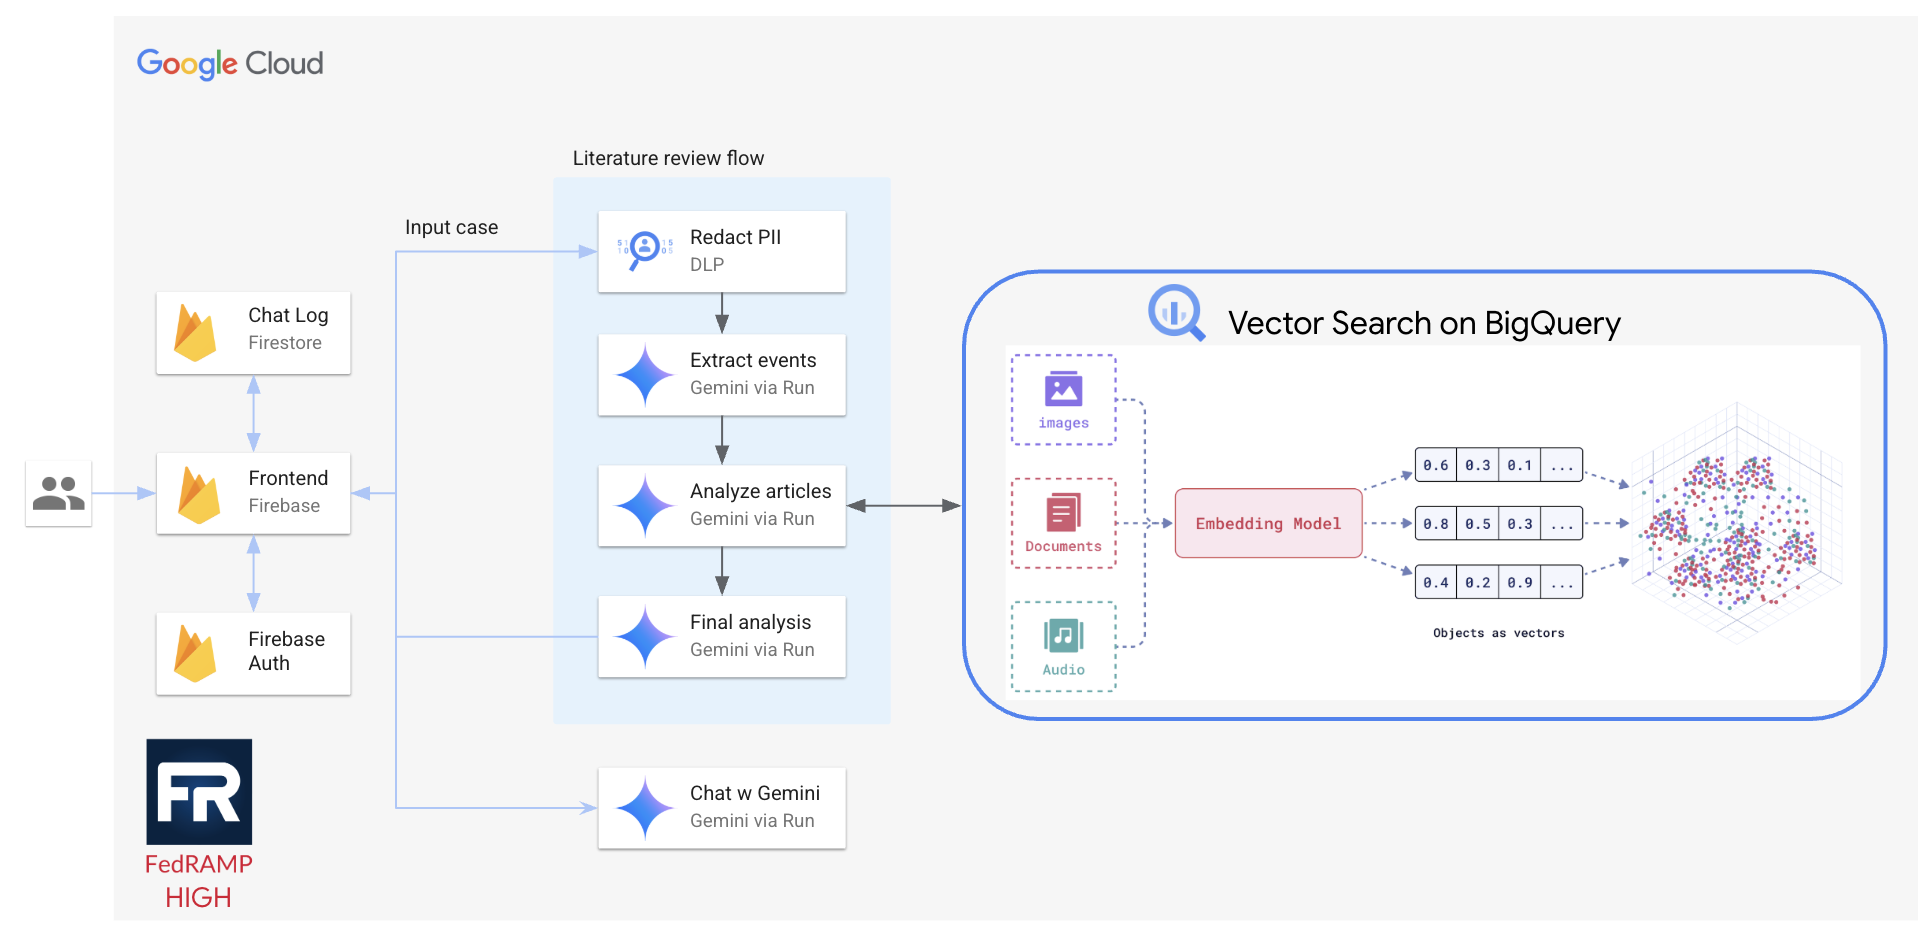 Google Cloud
Literature review flow
Input case
Redact PII
DLP
Extract events
Gemini via Run
Analyze articles
Gemini via Run
Final analysis
Gemini via Run
Chat w Gemini
Gemini via Run
Chat Log
Firestore
Frontend
Firebase
Firebase
Auth
FR
FedRAMP
HIGH
Vector Search on BigQuery
images
Documents
Audio
Embedding Model
0.6 0.3 0.1 ...
0.8 0.5 0.3 ...
0.4 0.2 0.9 ...
Objects as vectors